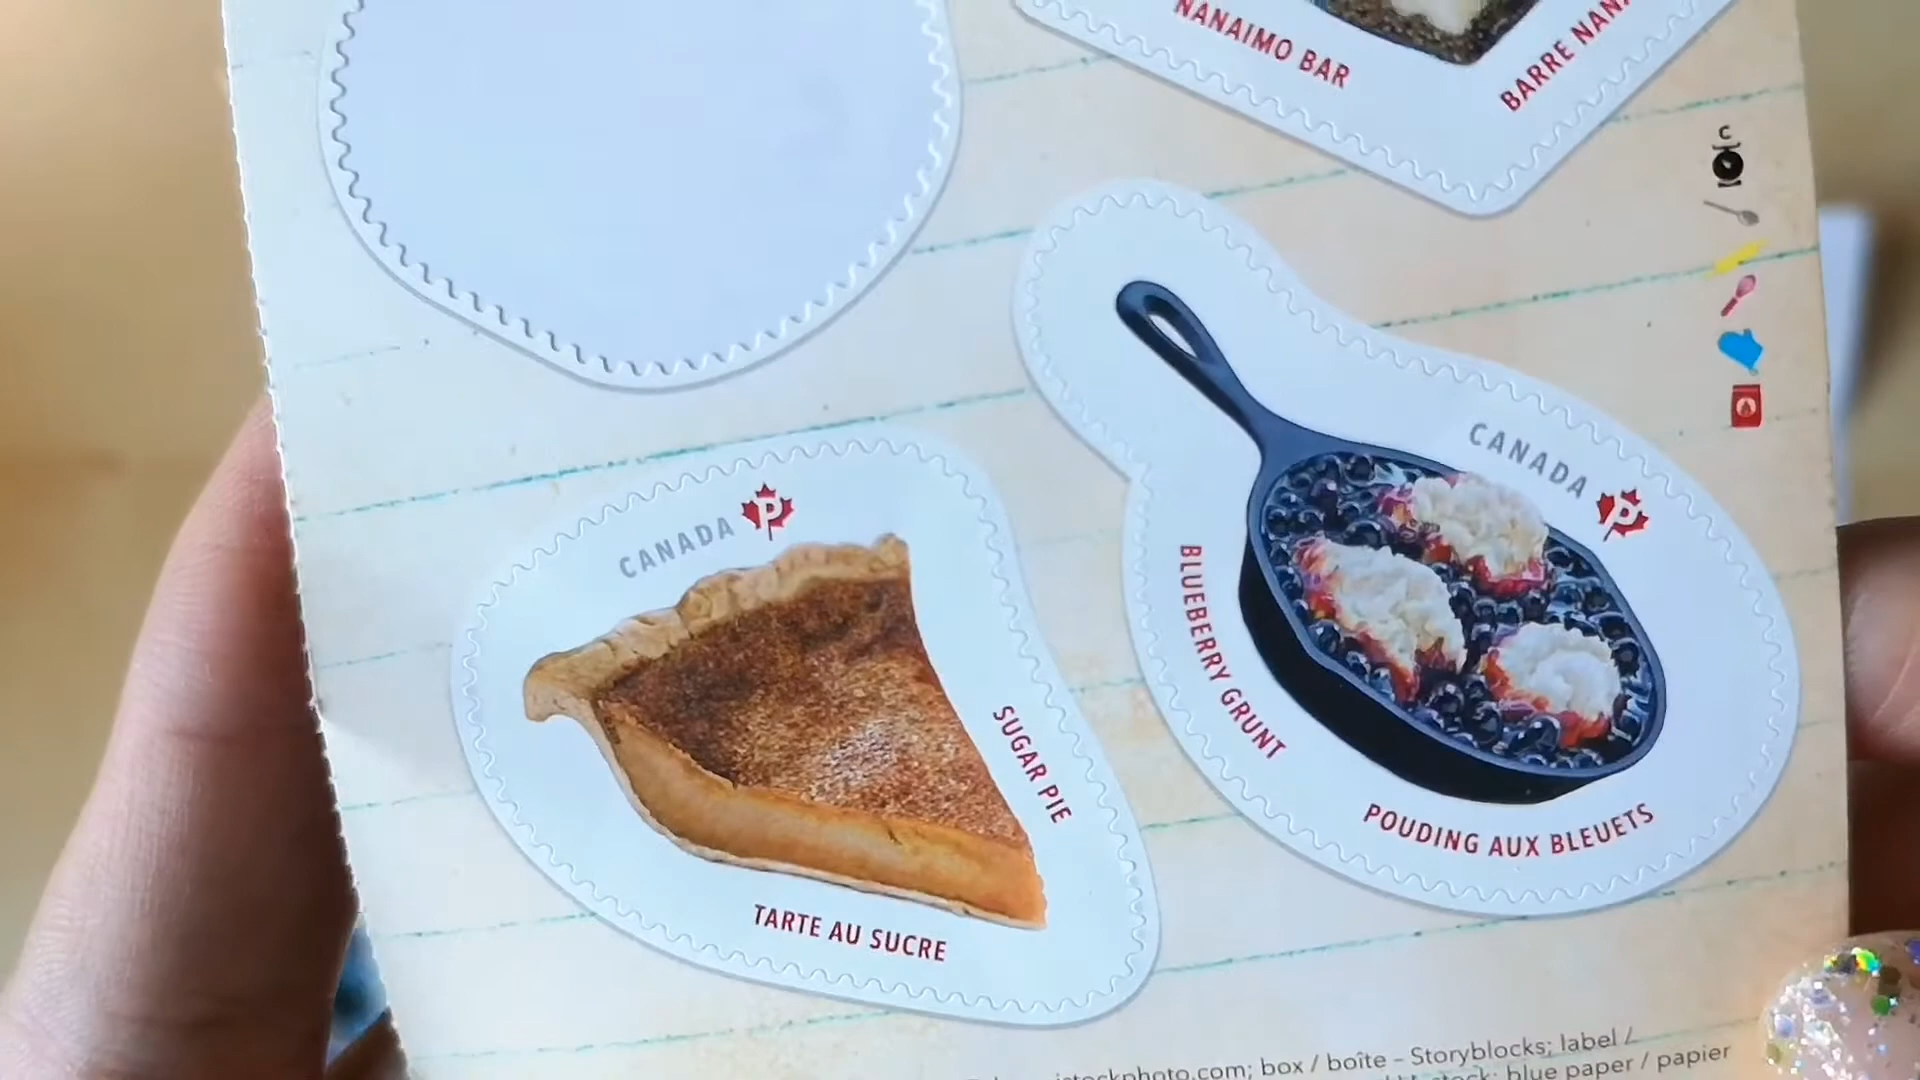 NANAIMO BAR
BARRE
CANADA P
BLUEBERRY GRUNT
POUDING AUX BLEUETS
CANADA P
SUGAR PIE
TARTE AU SUCRE
istockphoto.com; box / boîte – Storyblocks; label /
stock; blue paper / papier